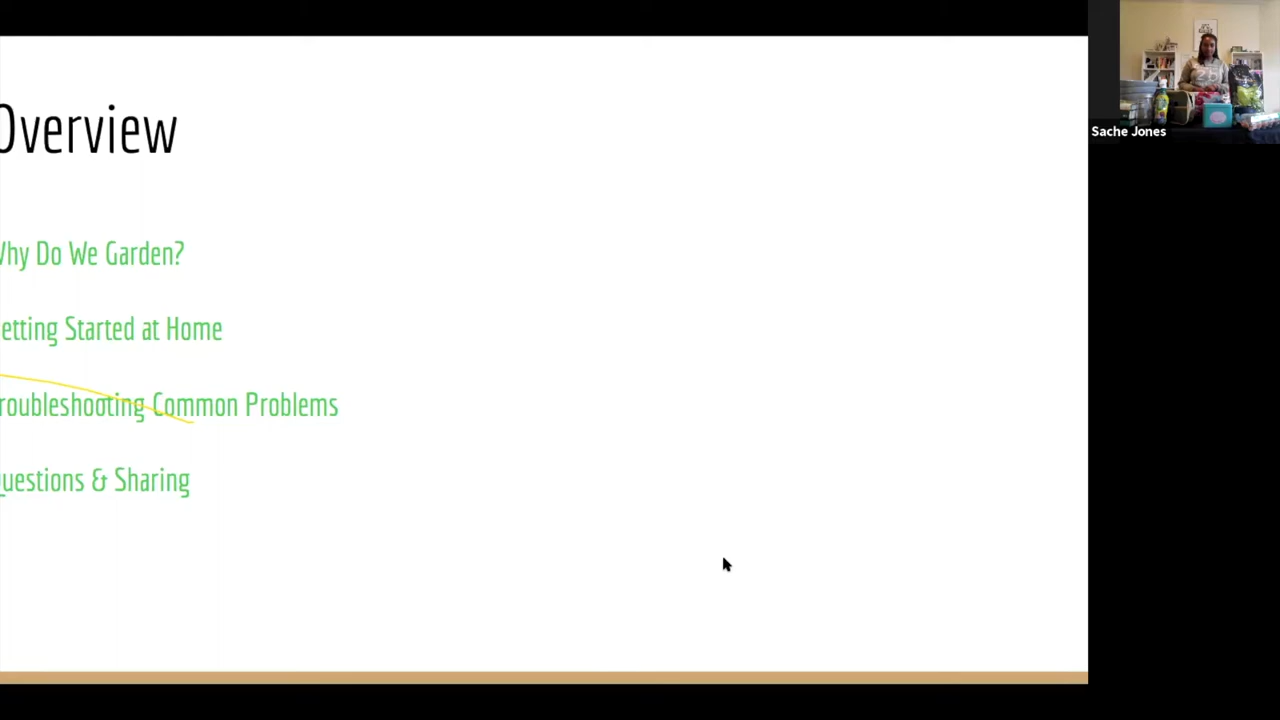 Overview
Why Do We Garden?
etting Started at Home
roubleshooting Common Problems
uestions & Sharing
Sache Jones